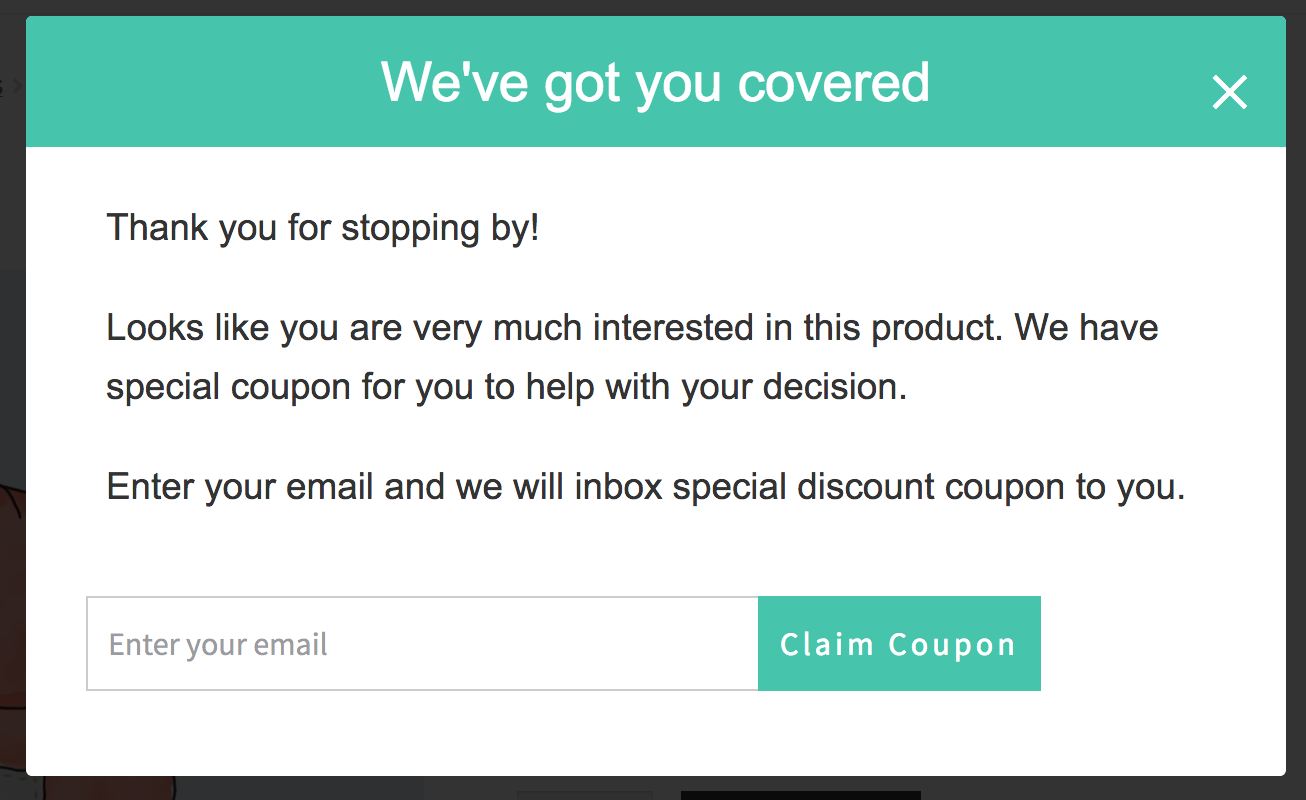 We've got you covered
Thank you for stopping by!
Looks like you are very much interested in this product. We have
special coupon for you to help with your decision.
Enter your email and we will inbox special discount coupon to you.
Enter your email
Claim Coupon